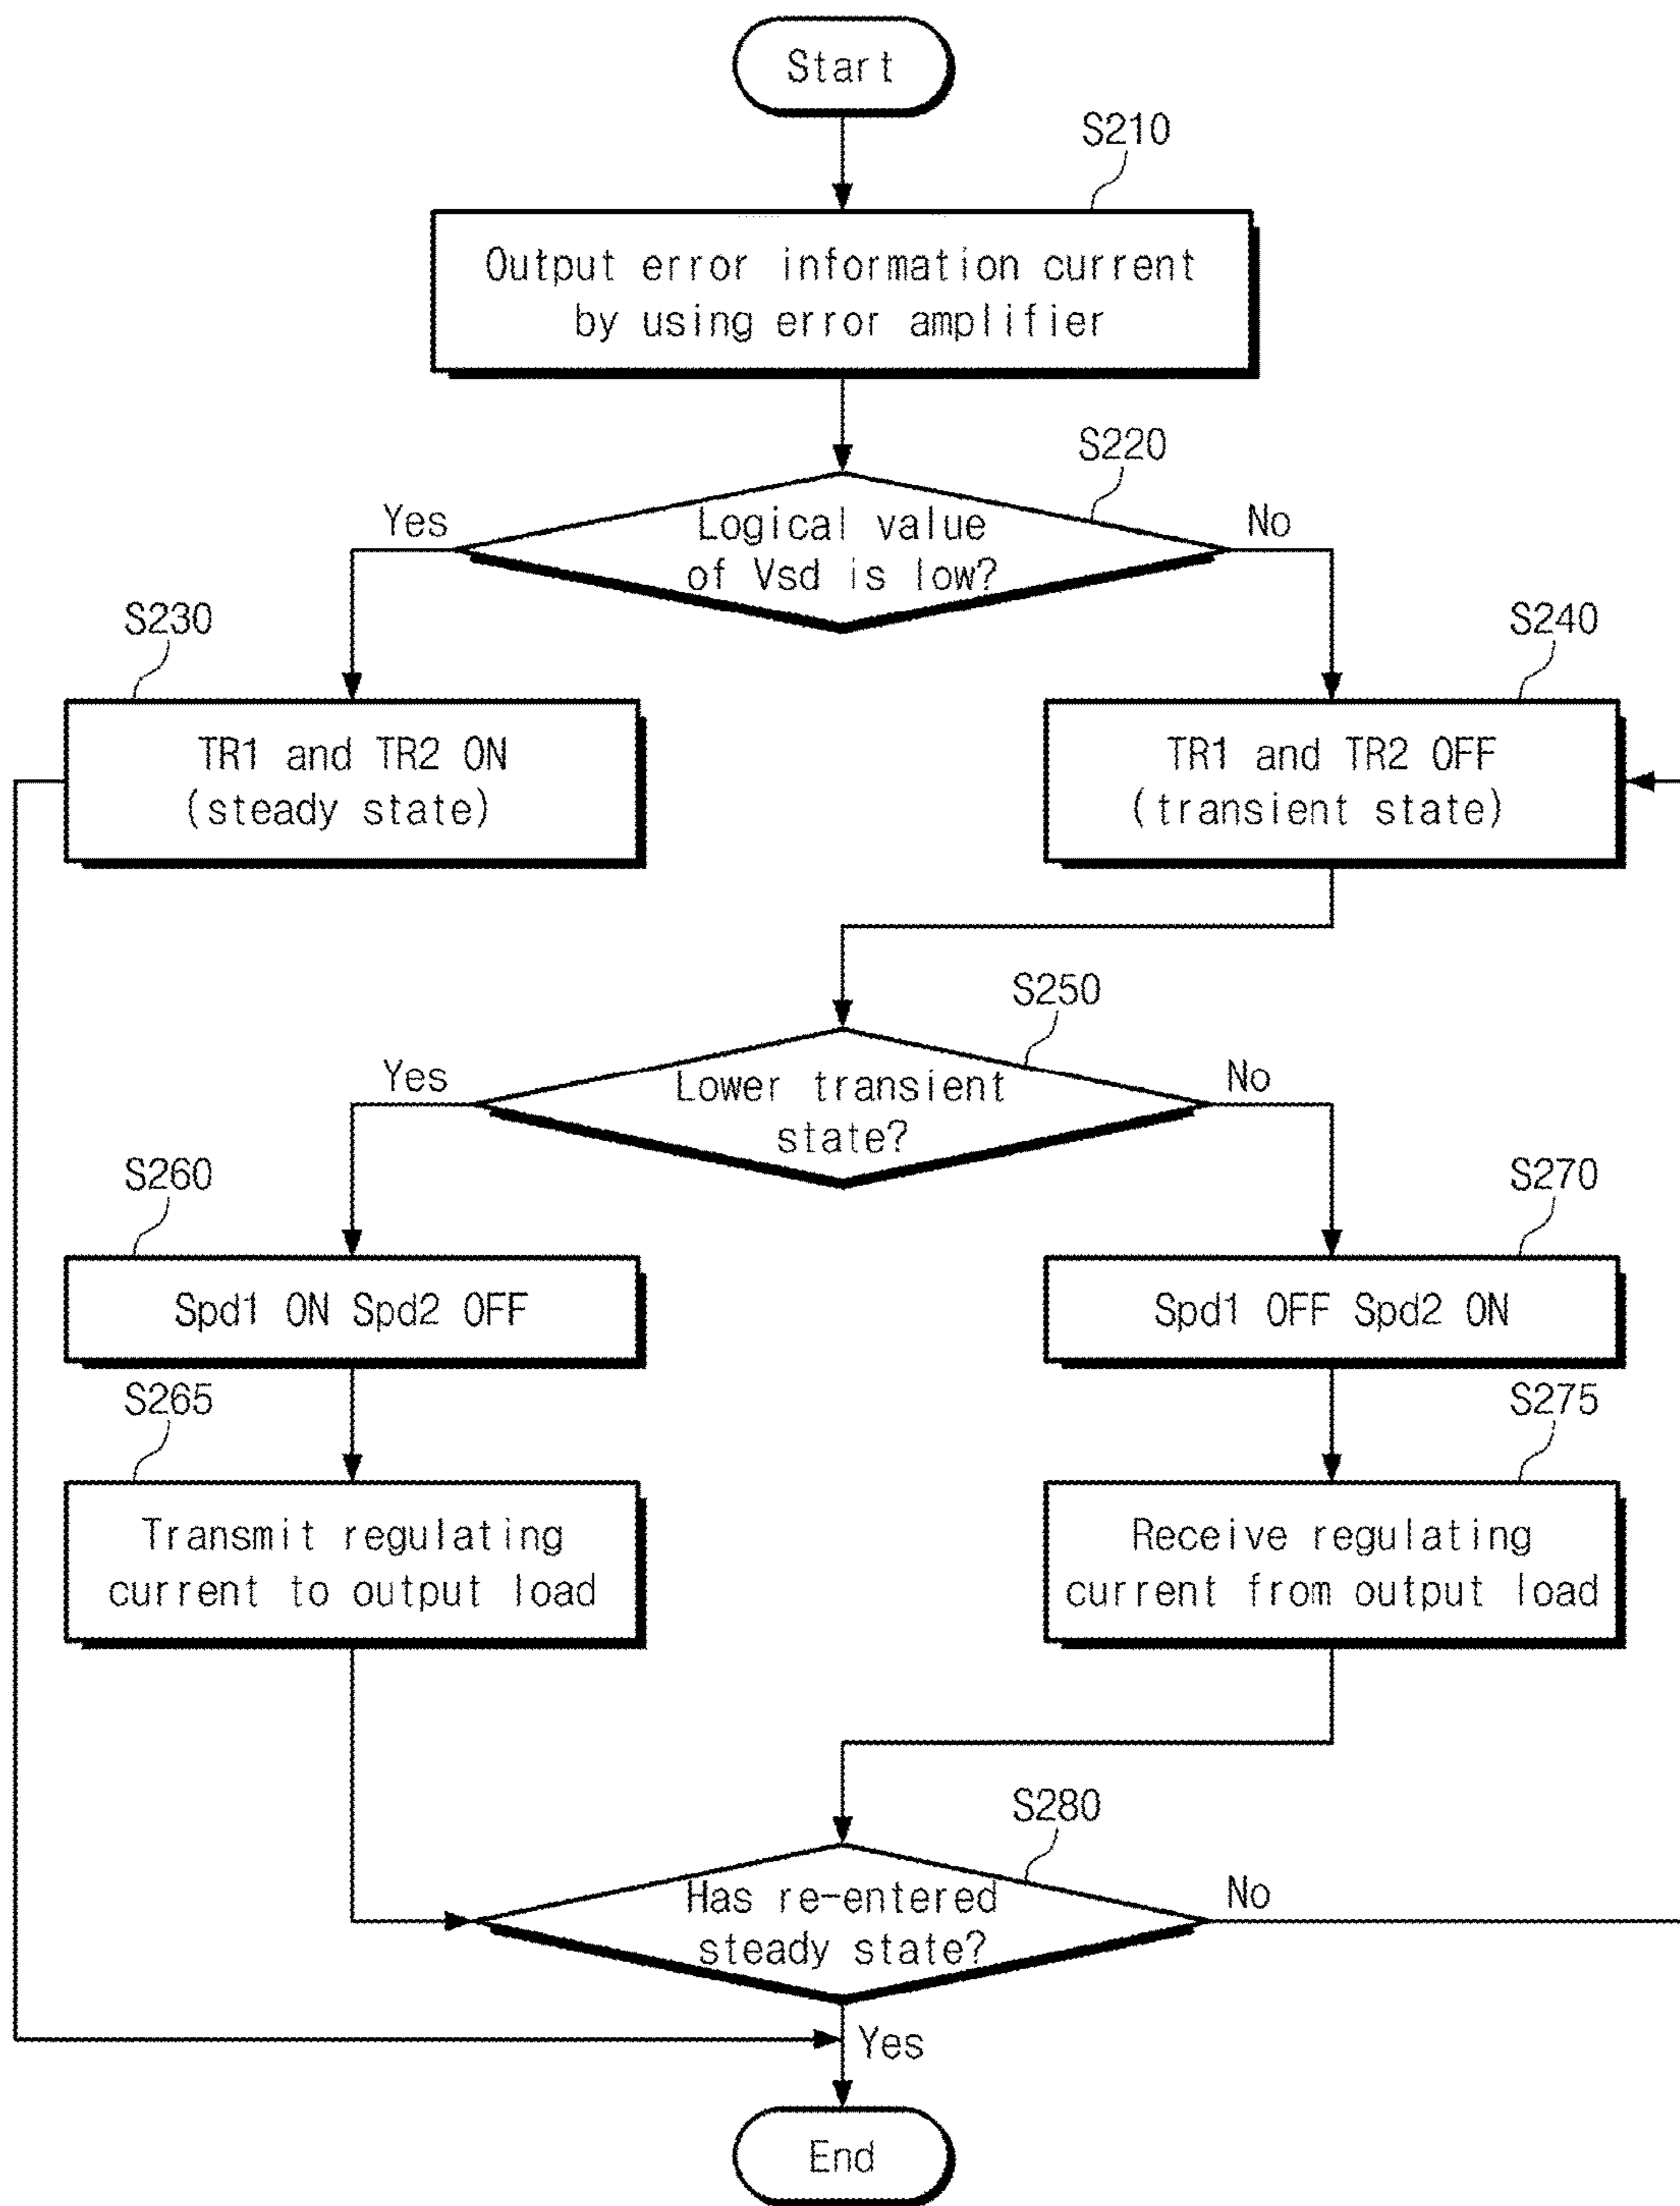 Start
S210
Output error information current
by using error amplifier
S220
Yes
Logical value
of Vsd is low?
No
S230
S240
TR1 and TR2 ON
(steady state)
TR1 and TR2 OFF
(transient state)
S250
Yes
Lower transient
state?
No
S260
S270
Spd1 ON Spd2 OFF
Spd1 OFF Spd2 ON
S265
S275
Transmit regulating
current to output load
Receive regulating
current from output load
S280
Has re-entered
steady state?
No
Yes
End